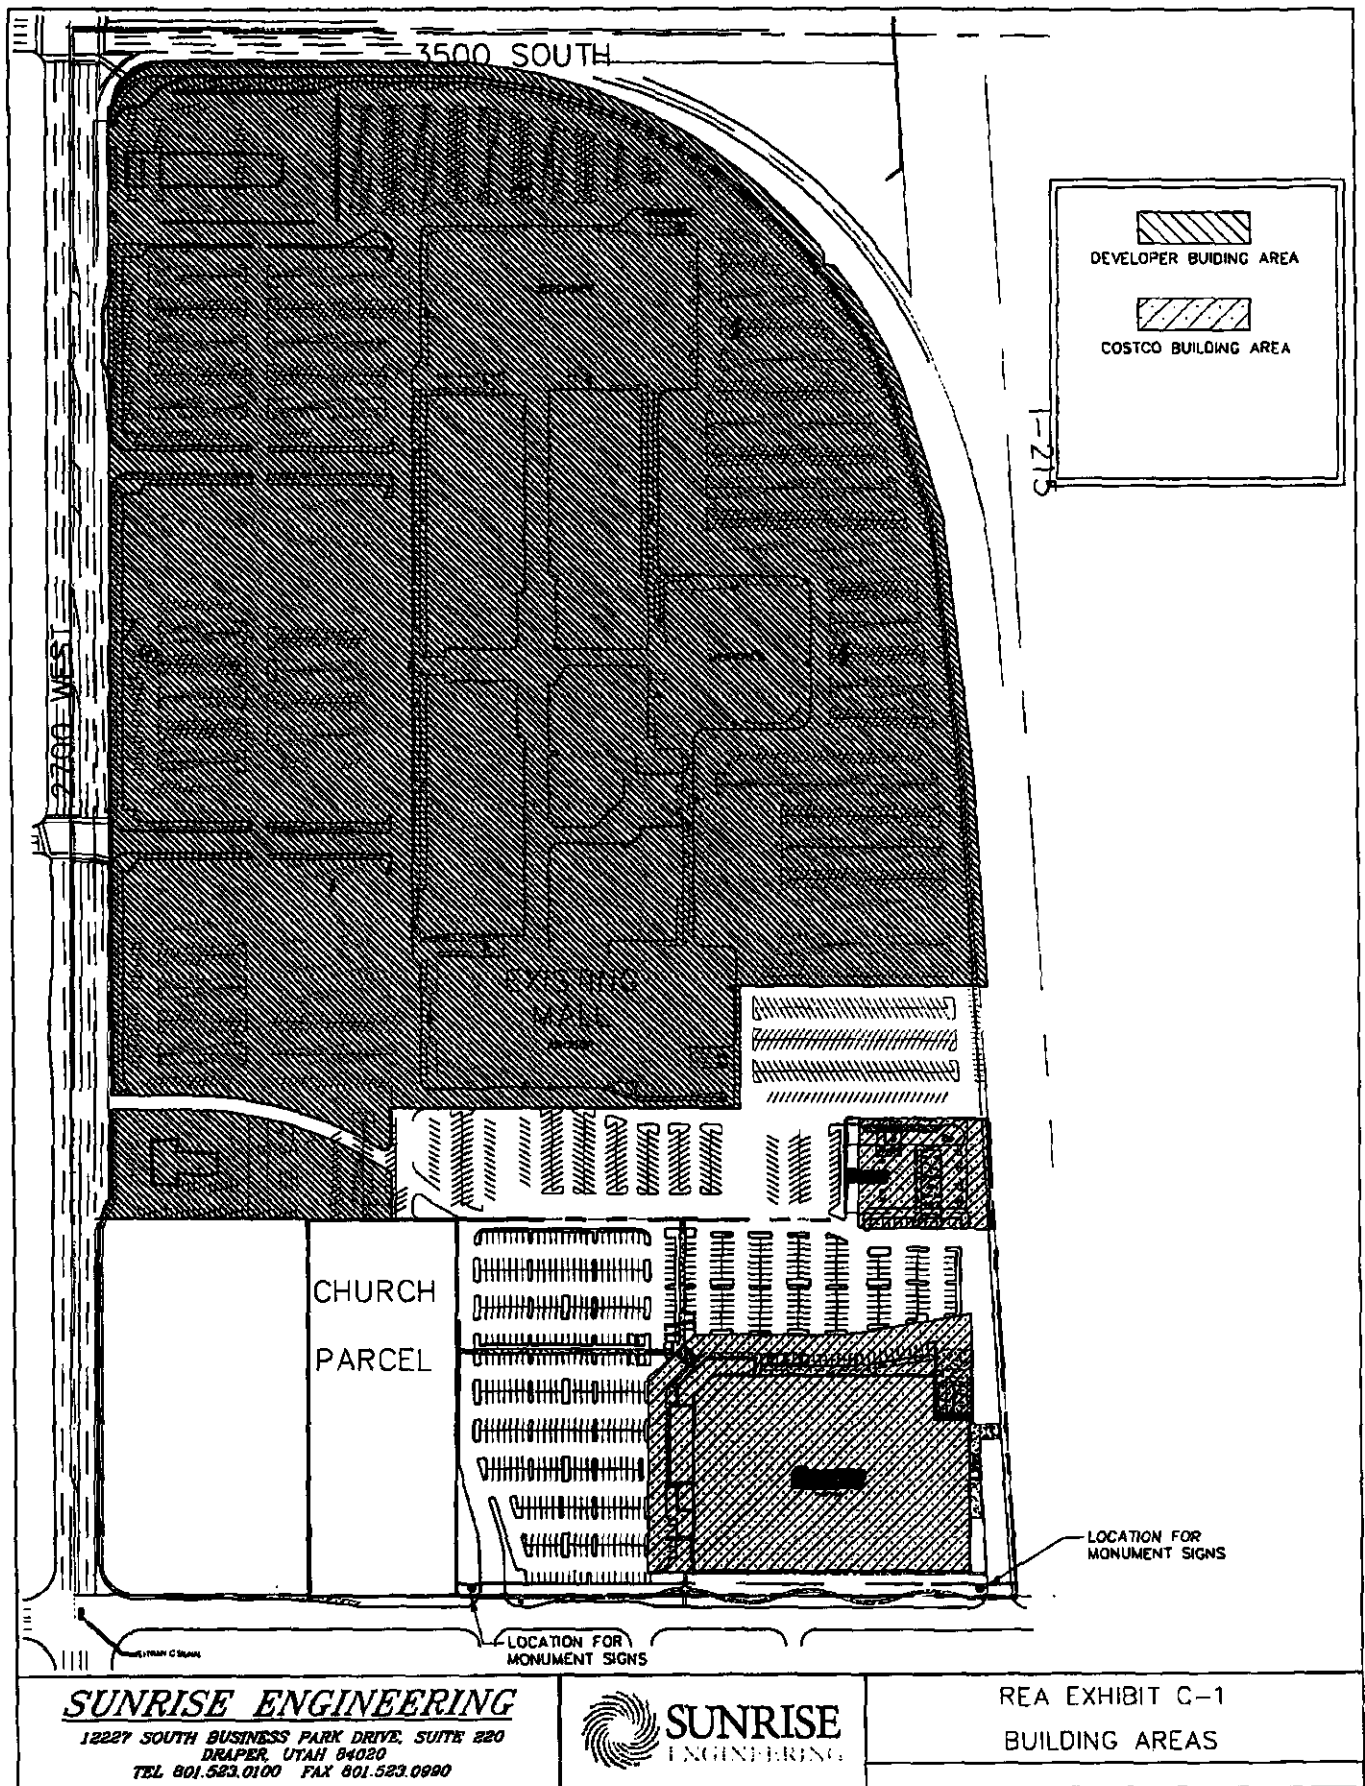 3500 SOUTH
DEVELOPER BUIDING AREA
COSTCO BUILDING AREA
I-215
2700 WEST
EXISTING
MALL
CHURCH
PARCEL
LOCATION FOR
MONUMENT SIGNS
LOCATION FOR
MONUMENT SIGNS
SUNRISE ENGINEERING
12227 SOUTH BUSINESS PARK DRIVE, SUITE 220
DRAPER, UTAH 84020
TEL 801.523.0100 FAX 801.523.0990
SUNRISE
ENGINEERING
REA EXHIBIT C-1
BUILDING AREAS